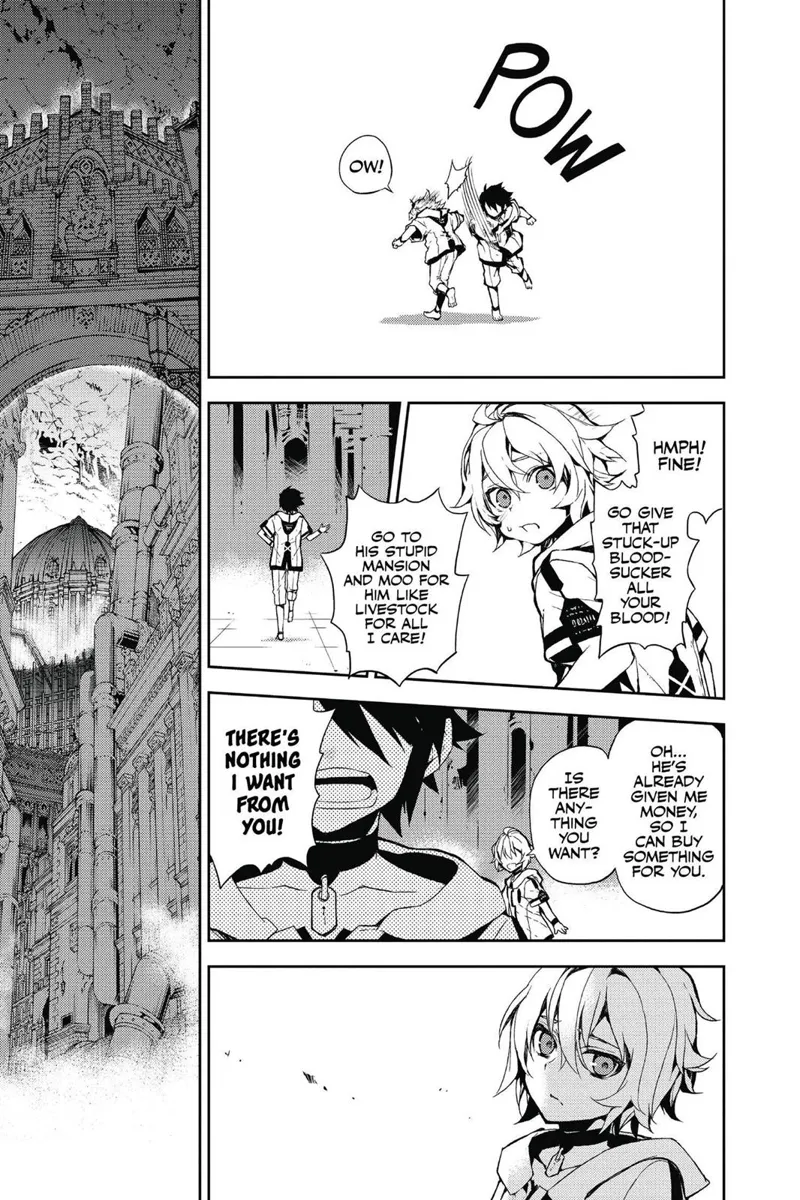 POW
OW!
HMPH!
FINE!
GO GIVE
THAT
STUCK-UP
BLOOD-
SUCKER
ALL
YOUR
BLOOD!
GO TO
HIS STUPID
MANSION
AND MOO FOR
HIM LIKE
LIVESTOCK
FOR ALL
I CARE!
OH...
HE'S
ALREADY
GIVEN ME
MONEY,
SO I
CAN BUY
SOMETHING
FOR YOU.
IS
THERE
ANY-
THING
YOU
WANT?
THERE'S
NOTHING
I WANT
FROM
YOU!